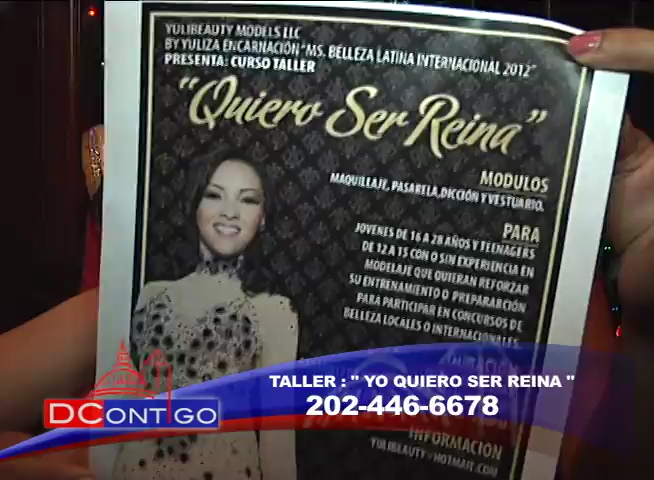 YULIBEAUTY MODELS LLC
BY YULIZA ENCARNACIÓN "MS. BELLEZA LATINA INTERNACIONAL 2012"
PRESENTA: CURSO TALLER
"Quiero Ser Reina"
MODULOS
MAQUILLAJE, PASARELA, DICCIÓN Y VESTUARIO.
PARA
JOVENES DE 16 A 28 AÑOS Y TEENAGERS
DE 12 A 15 CON O SIN EXPERIENCIA EN
MODELAJE QUE QUIERAN REFORZAR
SU ENTRENAMIENTO O PREPARARCIÓN
PARA PARTICIPAR EN CONCURSOS DE
BELLEZA LOCALES O INTERNACIONALES.
TALLER : " YO QUIERO SER REINA "
202-446-6678
DCONTIGO
INFORMACIÓN
YULIBEAUTY@HOTMAIL.COM